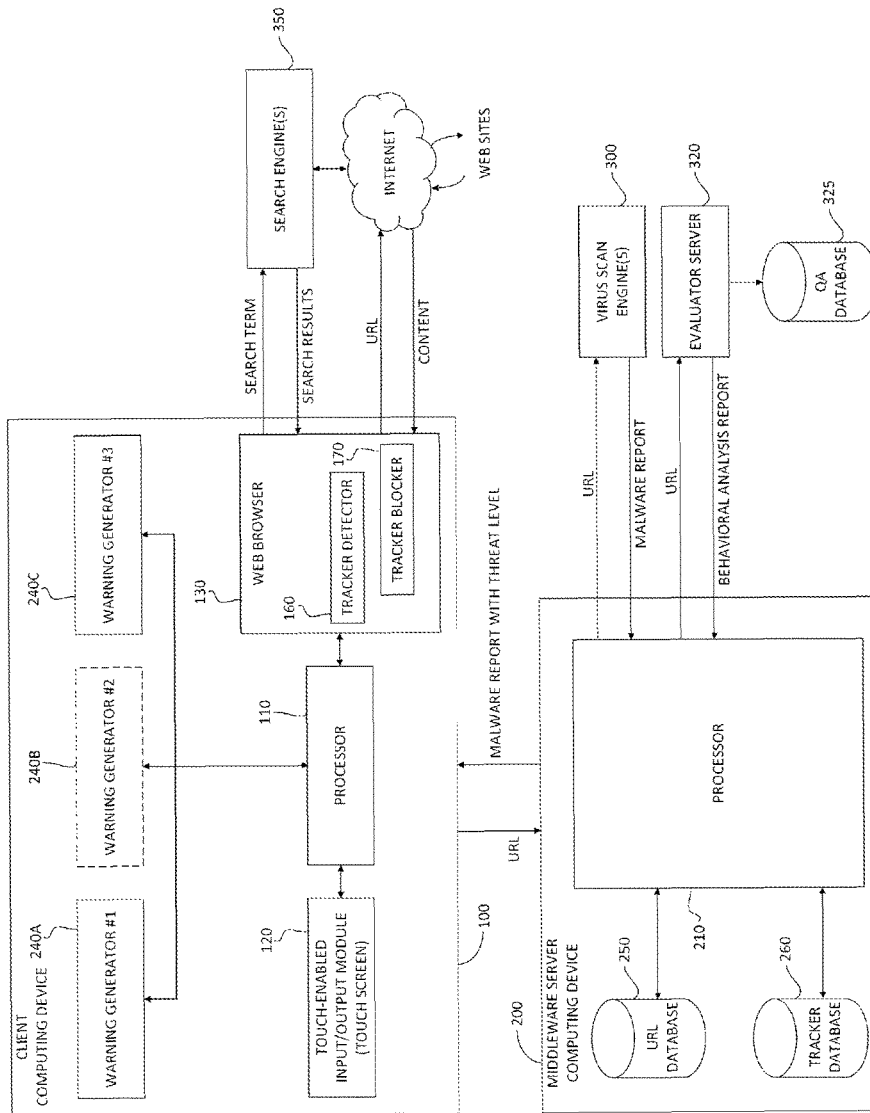 CLIENT
COMPUTING DEVICE
240A
WARNING GENERATOR #1
240B
WARNING GENERATOR #2
240C
WARNING GENERATOR #3
120
TOUCH-ENABLED
INPUT/OUTPUT MODULE
(TOUCH SCREEN)
110
PROCESSOR
130
WEB BROWSER
160
TRACKER DETECTOR
170
TRACKER BLOCKER
SEARCH TERM
SEARCH RESULTS
URL
CONTENT
SEARCH ENGINE(S)
350
INTERNET
WEB SITES
100
URL
MALWARE REPORT WITH THREAT LEVEL
MIDDLEWARE SERVER
COMPUTING DEVICE
200
250
URL
DATABASE
260
TRACKER
DATABASE
210
PROCESSOR
URL
MALWARE REPORT
URL
BEHAVIORAL ANALYSIS REPORT
VIRUS SCAN
ENGINE(S)
300
EVALUATOR SERVER
320
QA
DATABASE
325